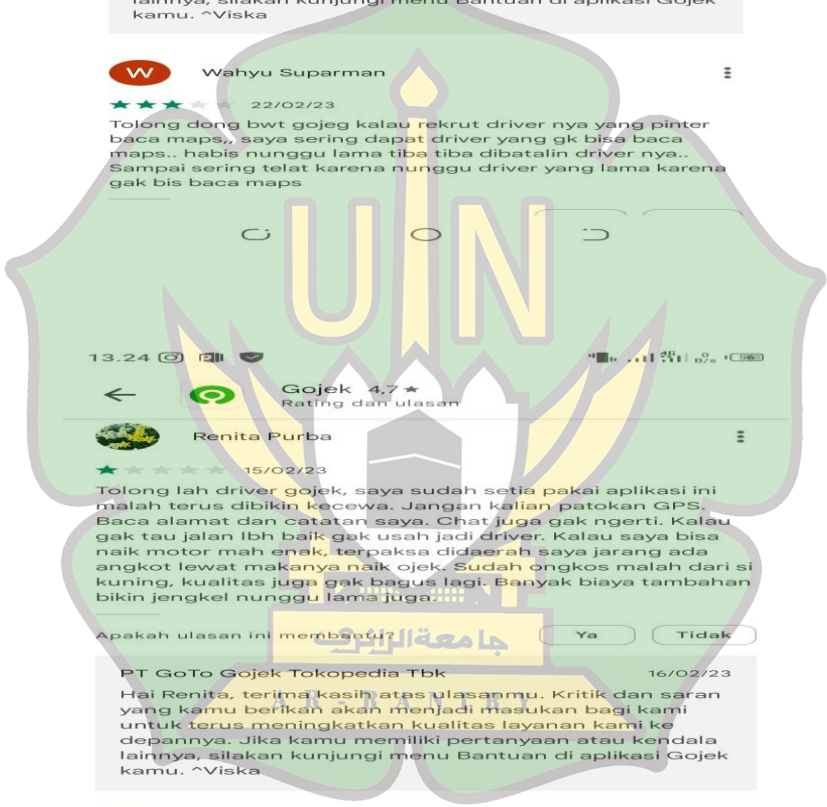 lainnya, silakan kunjungi menu Bantuan di aplikasi Gojek
kamu. ^Viska
W
Wahyu Suparman
22/02/23
Tolong dong bwt gojeg kalau rekrut driver nya yang pinter
baca maps,, saya sering dapat driver yang gk bisa baca
maps.. habis nunggu lama tiba tiba dibatalin driver nya..
Sampai sering telat karena nunggu driver yang lama karena
gak bis baca maps
UIN
13.24
4G
0
B/s
56
Gojek 4,7★
Rating dan ulasan
Renita Purba
15/02/23
Tolong lah driver gojek, saya sudah setia pakai aplikasi ini
malah terus dibikin kecewa. Jangan kalian patokan GPS.
Baca alamat dan catatan saya. Chat juga gak ngerti. Kalau
gak tau jalan lbh baik gak usah jadi driver. Kalau saya bisa
naik motor mah enak, terpaksa didaerah saya jarang ada
angkot lewat makanya naik ojek. Sudah ongkos malah dari si
kuning, kualitas juga gak bagus lagi. Banyak biaya tambahan
bikin jengkel nunggu lama juga.
Apakah ulasan ini membantu?
Ya
Tidak
جامعة الرانري
PT GoTo Gojek Tokopedia Tbk
16/02/23
Hai Renita, terima kasih atas ulasanmu. Kritik dan saran
yang kamu berikan akan menjadi masukan bagi kami
AR-RANIRY
untuk terus meningkatkan kualitas layanan kami ke
depannya. Jika kamu memiliki pertanyaan atau kendala
lainnya, silakan kunjungi menu Bantuan di aplikasi Gojek
kamu. ^Viska